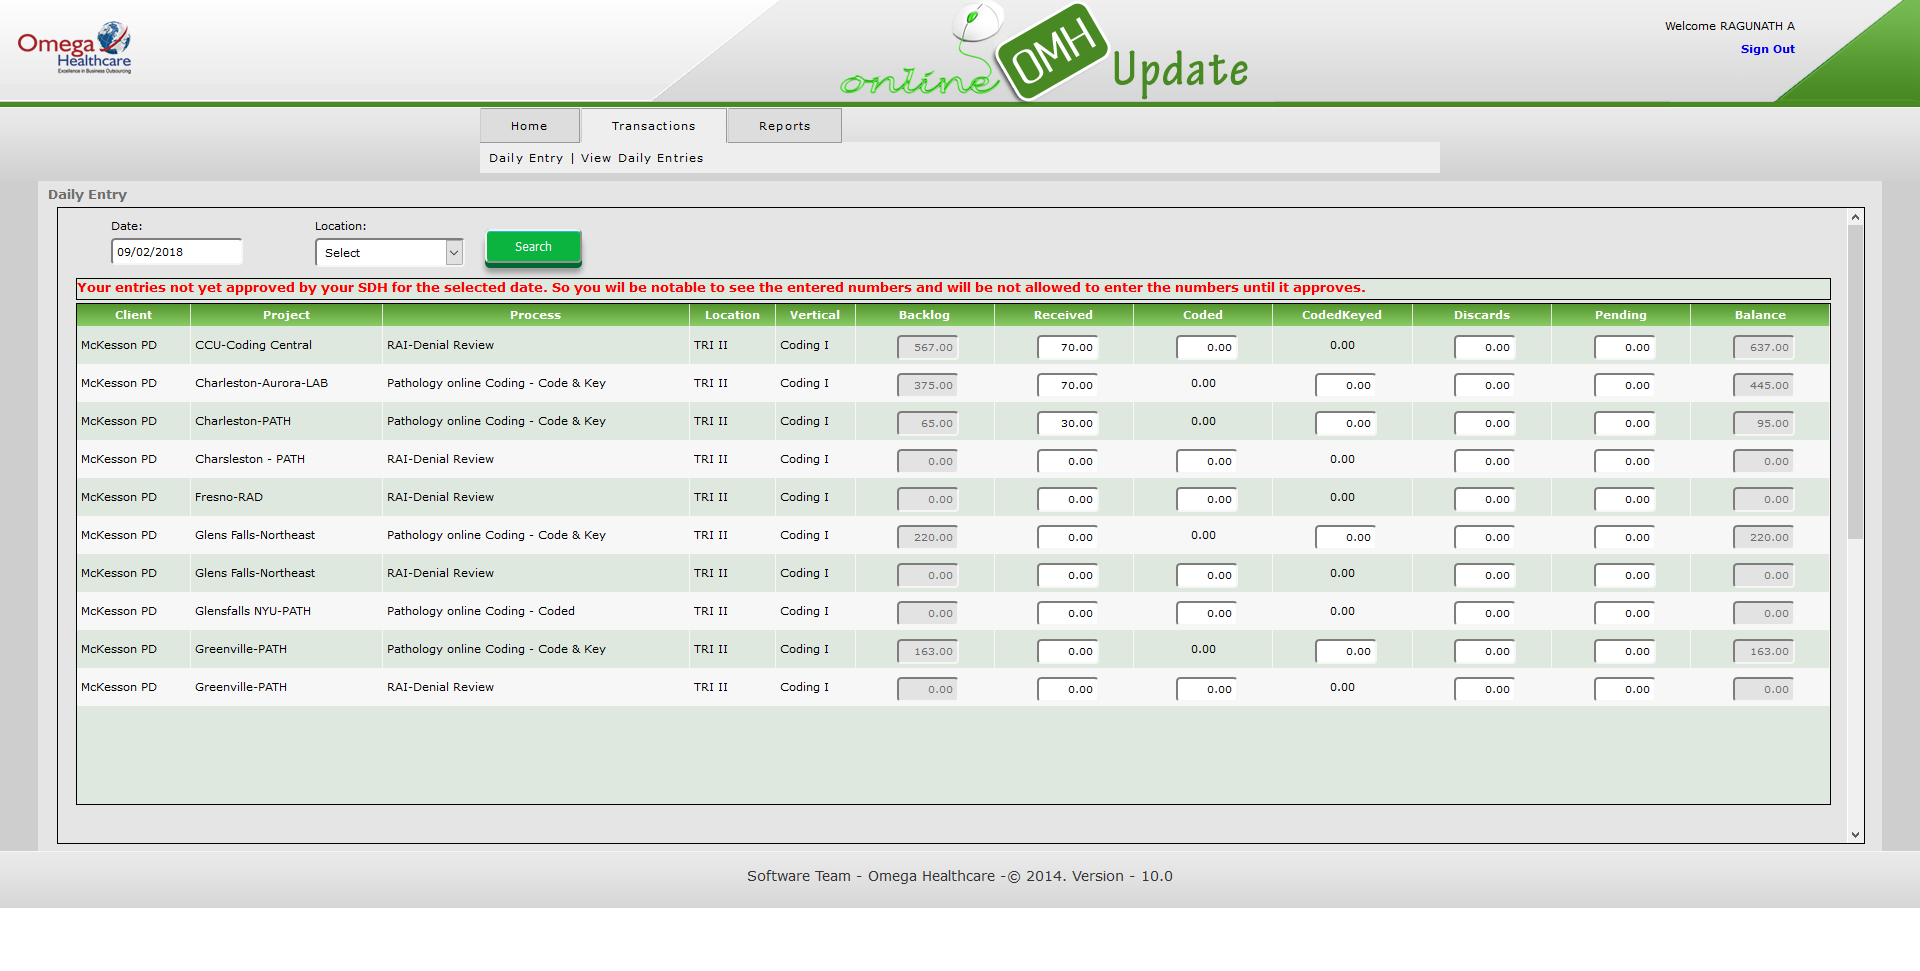 Omega
Healthcare
Excellence in Business Outsourcing
online OMH Update
Welcome RAGUNATH A
Sign Out
Home Transactions Reports
Daily Entry | View Daily Entries
Daily Entry
Date: Location:
09/02/2018 Select Search
Your entries not yet approved by your SDH for the selected date. So you wil be notable to see the entered numbers and will be not allowed to enter the numbers until it approves.
Client Project Process Location Vertical Backlog Received Coded CodedKeyed Discards Pending Balance
McKesson PD CCU-Coding Central RAI-Denial Review TRI II Coding I 567.00 70.00 0.00 0.00 0.00 0.00 637.00
McKesson PD Charleston-Aurora-LAB Pathology online Coding - Code & Key TRI II Coding I 375.00 70.00 0.00 0.00 0.00 0.00 445.00
McKesson PD Charleston-PATH Pathology online Coding - Code & Key TRI II Coding I 65.00 30.00 0.00 0.00 0.00 0.00 95.00
McKesson PD Charsleston - PATH RAI-Denial Review TRI II Coding I 0.00 0.00 0.00 0.00 0.00 0.00 0.00
McKesson PD Fresno-RAD RAI-Denial Review TRI II Coding I 0.00 0.00 0.00 0.00 0.00 0.00 0.00
McKesson PD Glens Falls-Northeast Pathology online Coding - Code & Key TRI II Coding I 220.00 0.00 0.00 0.00 0.00 0.00 220.00
McKesson PD Glens Falls-Northeast RAI-Denial Review TRI II Coding I 0.00 0.00 0.00 0.00 0.00 0.00 0.00
McKesson PD Glensfalls NYU-PATH Pathology online Coding - Coded TRI II Coding I 0.00 0.00 0.00 0.00 0.00 0.00 0.00
McKesson PD Greenville-PATH Pathology online Coding - Code & Key TRI II Coding I 163.00 0.00 0.00 0.00 0.00 0.00 163.00
McKesson PD Greenville-PATH RAI-Denial Review TRI II Coding I 0.00 0.00 0.00 0.00 0.00 0.00 0.00
Software Team - Omega Healthcare -© 2014. Version - 10.0